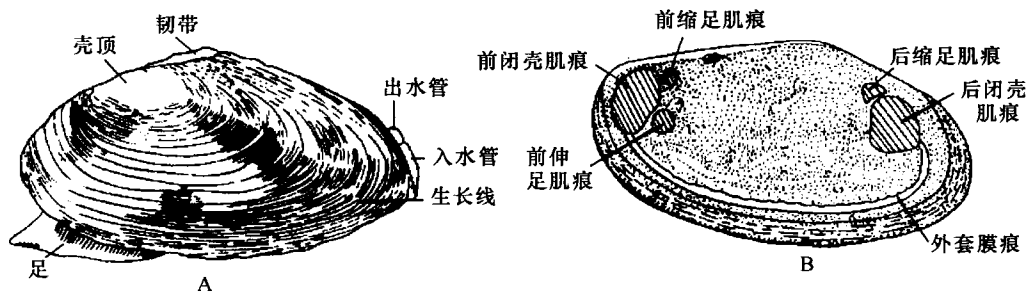 韧带
壳顶
出水管
入水管
生长线
足
A
前缩足肌痕
前闭壳肌痕
后缩足肌痕
后闭壳
肌痕
前伸
足肌痕
外套膜痕
B